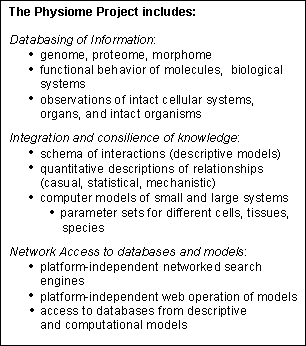 The Physiome Project includes:
Databasing of Information:
• genome, proteome, morphome
• functional behavior of molecules, biological
systems
• observations of intact cellular systems,
organs, and intact organisms
Integration and consilience of knowledge:
• schema of interactions (descriptive models)
• quantitative descriptions of relationships
(casual, statistical, mechanistic)
• computer models of small and large systems
• parameter sets for different cells, tissues,
species
Network Access to databases and models:
• platform-independent networked search
engines
• platform-independent web operation of models
• access to databases from descriptive
and computational models